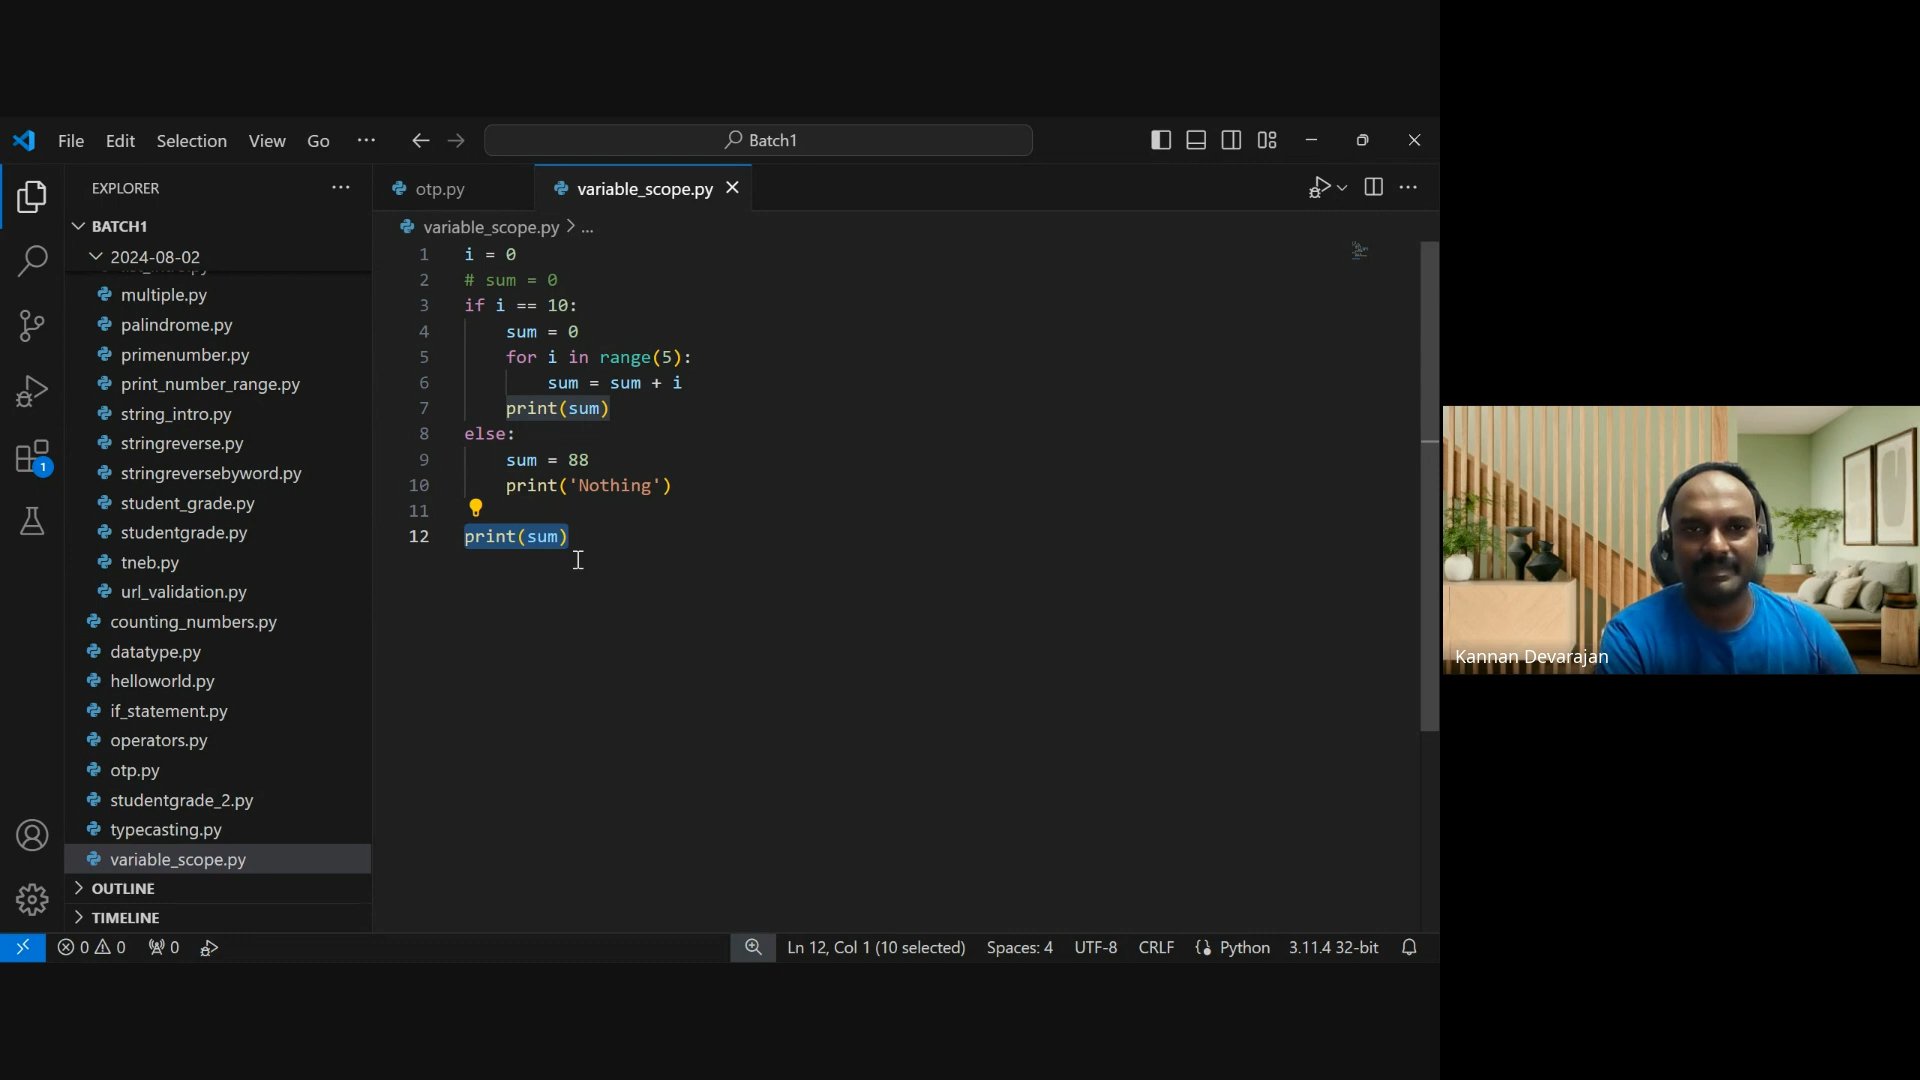 File Edit Selection View Go ···
Batch1
EXPLORER ···
BATCH1
2024-08-02
multiple.py
palindrome.py
primenumber.py
print_number_range.py
string_intro.py
stringreverse.py
stringreversebyword.py
student_grade.py
studentgrade.py
tneb.py
url_validation.py
counting_numbers.py
datatype.py
helloworld.py
if_statement.py
operators.py
otp.py
studentgrade_2.py
typecasting.py
variable_scope.py
OUTLINE
TIMELINE
1
otp.py variable_scope.py
variable_scope.py > ...
1 i = 0
2 # sum = 0
3 if i == 10:
4 sum = 0
5 for i in range(5):
6 sum = sum + i
7 print(sum)
8 else:
9 sum = 88
10 print('Nothing')
11
12 print(sum)
0 0 0 Ln 12, Col 1 (10 selected) Spaces: 4 UTF-8 CRLF Python 3.11.4 32-bit
Kannan Devarajan